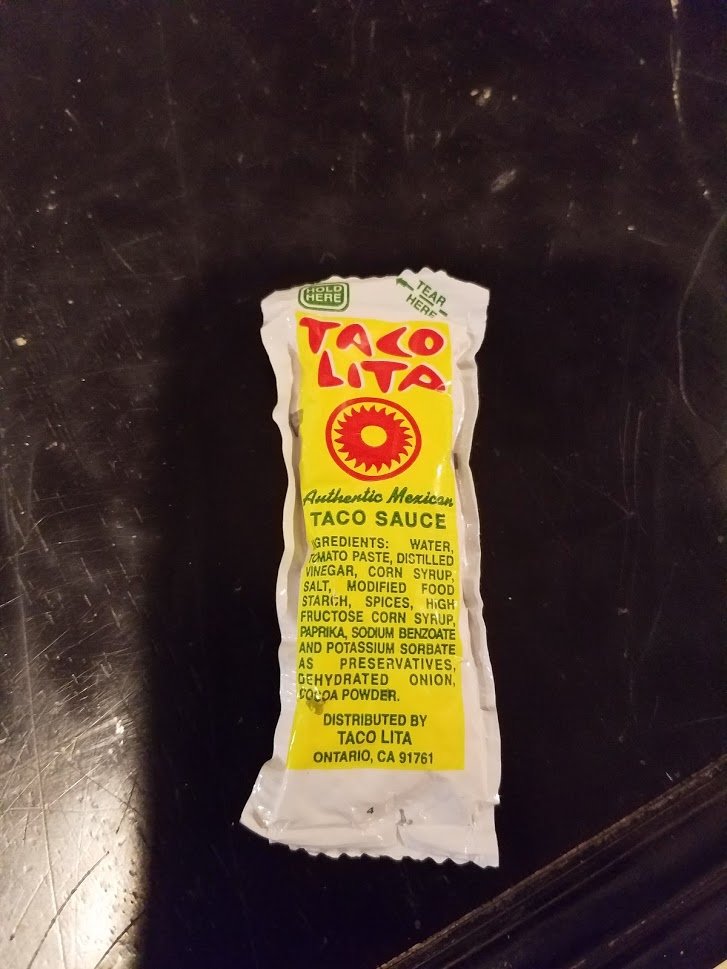 HOLD
HERE
TEAR
HERE
TACO
LITA
Authentic Mexican
TACO SAUCE
GREDIENTS: WATER,
TOMATO PASTE, DISTILLED
VINEGAR, CORN SYRUP,
SALT, MODIFIED FOOD
STARCH, SPICES, HIGH
FRUCTOSE CORN SYRUP,
PAPRIKA, SODIUM BENZOATE
AND POTASSIUM SORBATE
AS PRESERVATIVES,
DEHYDRATED ONION,
COCOA POWDER.
DISTRIBUTED BY
TACO LITA
ONTARIO, CA 91761
4